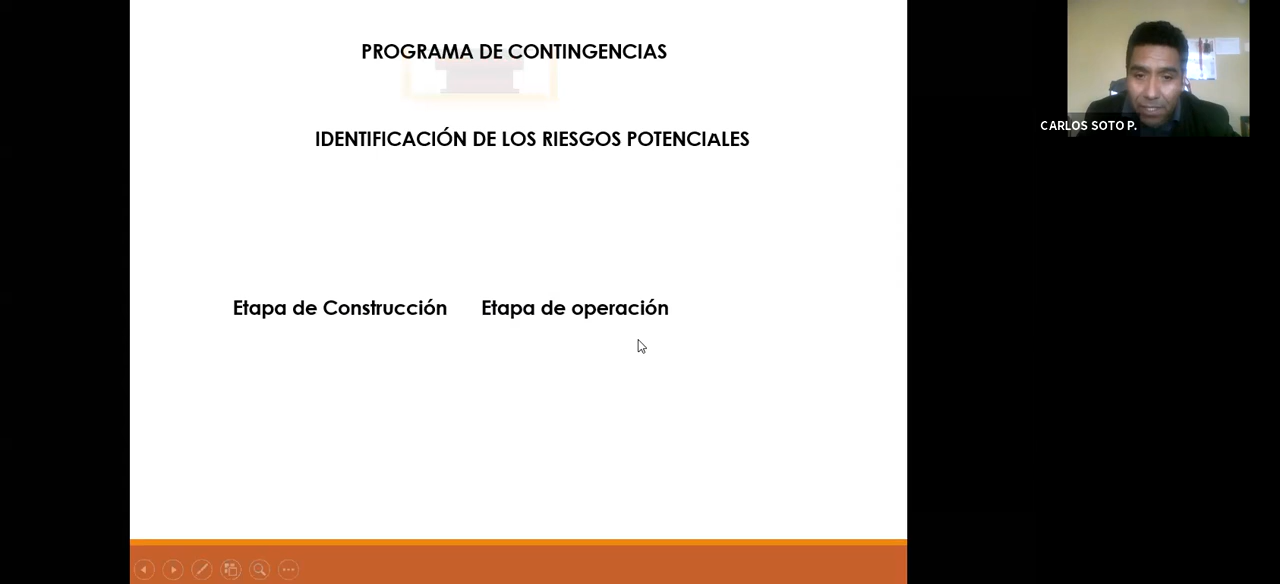 PROGRAMA DE CONTINGENCIAS
IDENTIFICACIÓN DE LOS RIESGOS POTENCIALES
Etapa de Construcción Etapa de operación
CARLOS SOTO P.